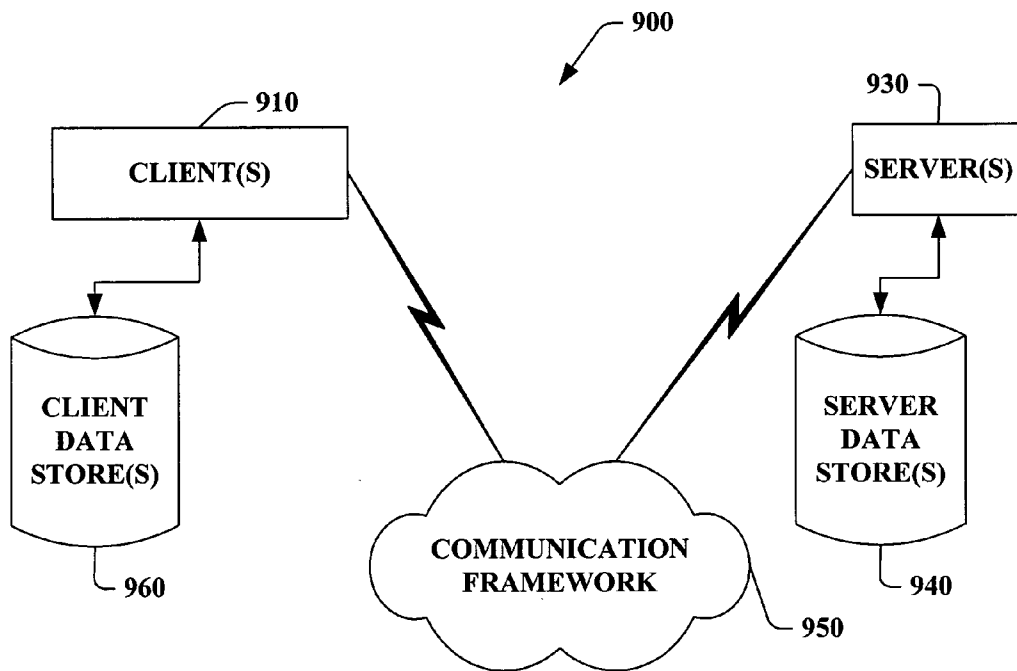 900
910
930
CLIENT(S)
SERVER(S)
CLIENT
DATA
STORE(S)
SERVER
DATA
STORE(S)
COMMUNICATION
FRAMEWORK
960
940
950